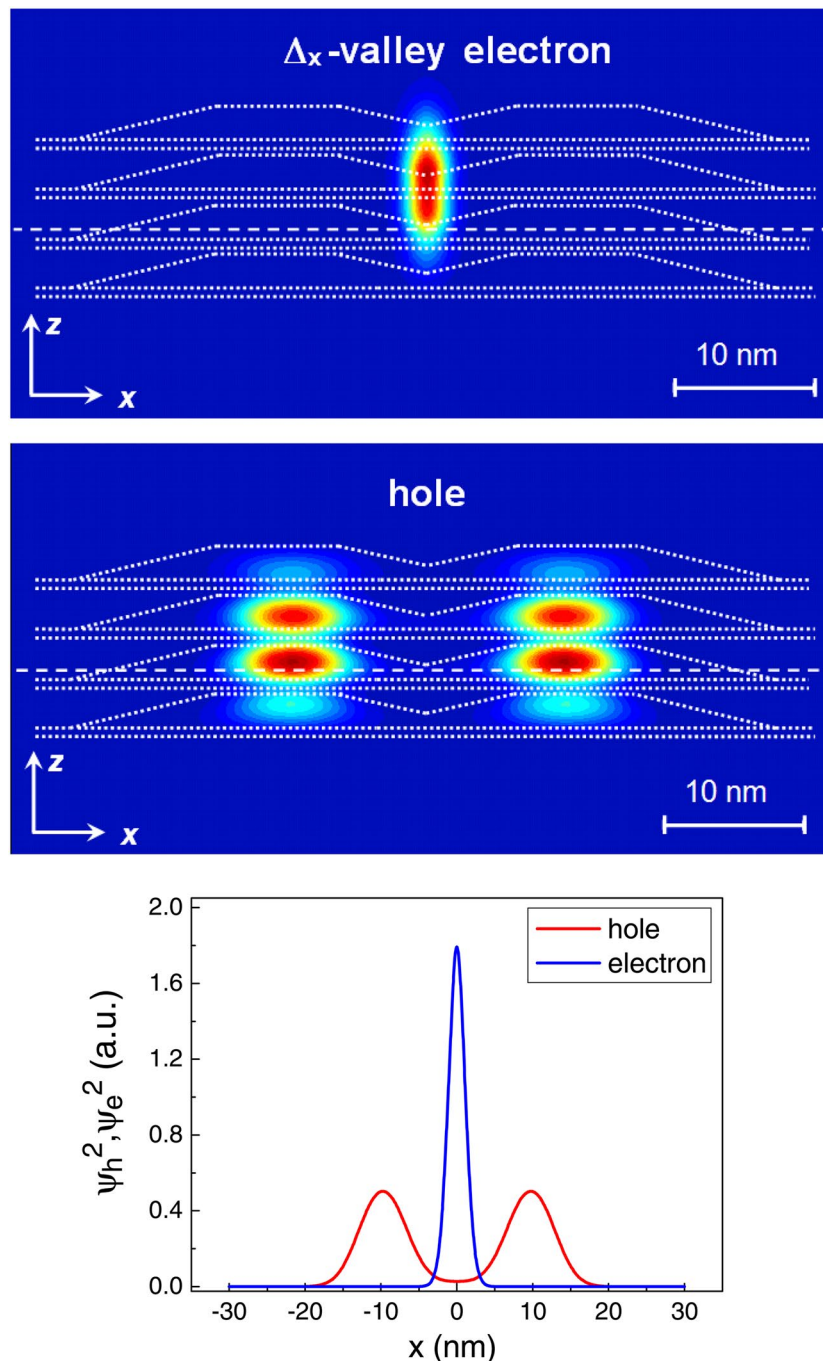 Δx-valley electron
z
x
10 nm
hole
z
x
10 nm
2.0
1.6
1.2
0.8
0.4
0.0
ψh², ψe² (a.u.)
hole
electron
-30 -20 -10 0 10 20 30
x (nm)